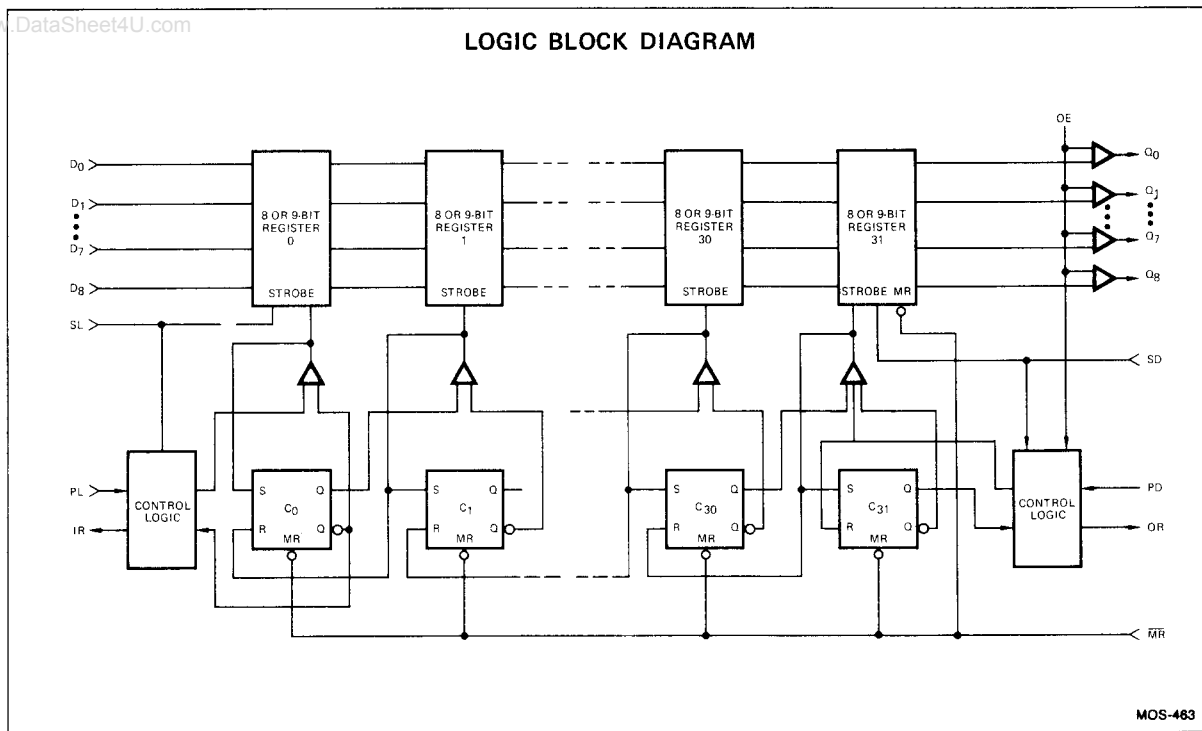 w.DataSheet4U.com
LOGIC BLOCK DIAGRAM
OE
D0
D1
D7
D8
SL
8 OR 9-BIT
REGISTER
0
STROBE
8 OR 9-BIT
REGISTER
1
STROBE
8 OR 9-BIT
REGISTER
30
STROBE
8 OR 9-BIT
REGISTER
31
STROBE MR
Q0
Q1
Q7
Q8
SD
PL
IR
CONTROL
LOGIC
S Q
C0
R Q
MR
S Q
C1
R Q
MR
S Q
C30
R Q
MR
S Q
C31
R Q
MR
CONTROL
LOGIC
PD
OR
MR
MOS-463